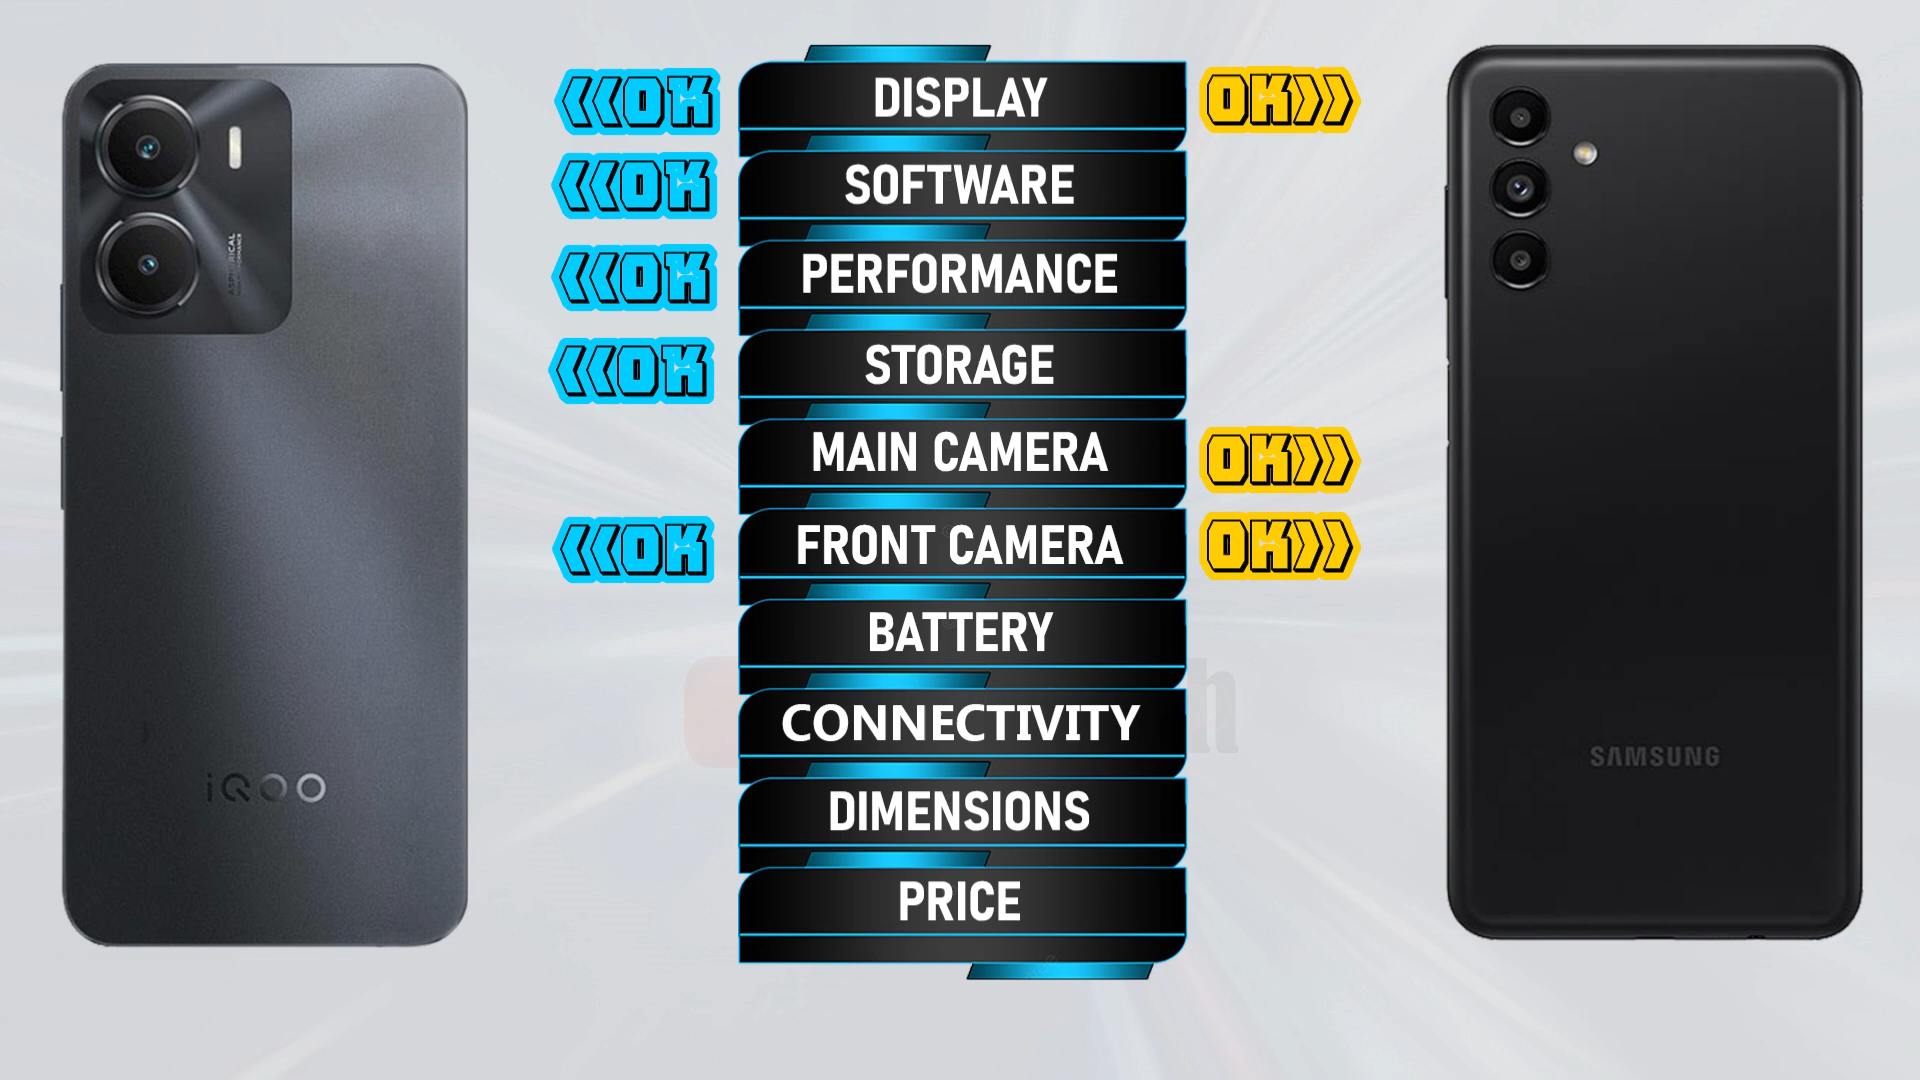 <<OK DISPLAY OK>>
<<OK SOFTWARE
<<OK PERFORMANCE
<<OK STORAGE
MAIN CAMERA OK>>
<<OK FRONT CAMERA OK>>
BATTERY
CONNECTIVITY
DIMENSIONS
PRICE
iQOO
SAMSUNG